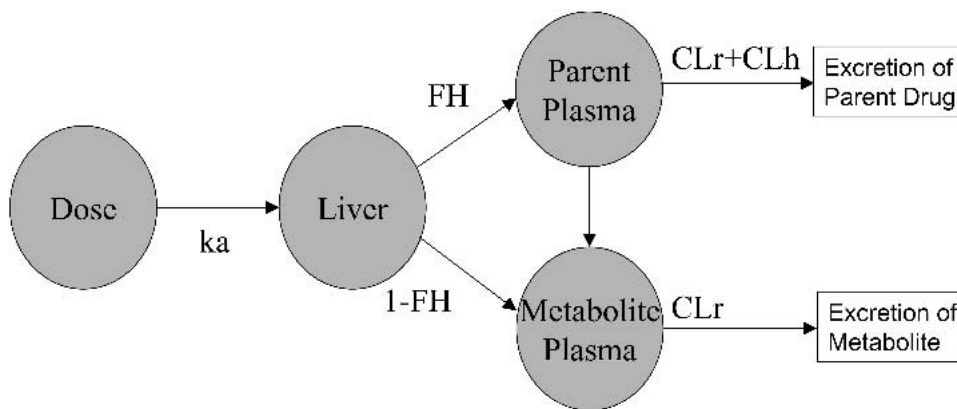 Dose
ka
Liver
FH
1-FH
Parent
Plasma
CLr+CLh
Excretion of
Parent Drug
Metabolite
Plasma
CLr
Excretion of
Metabolite